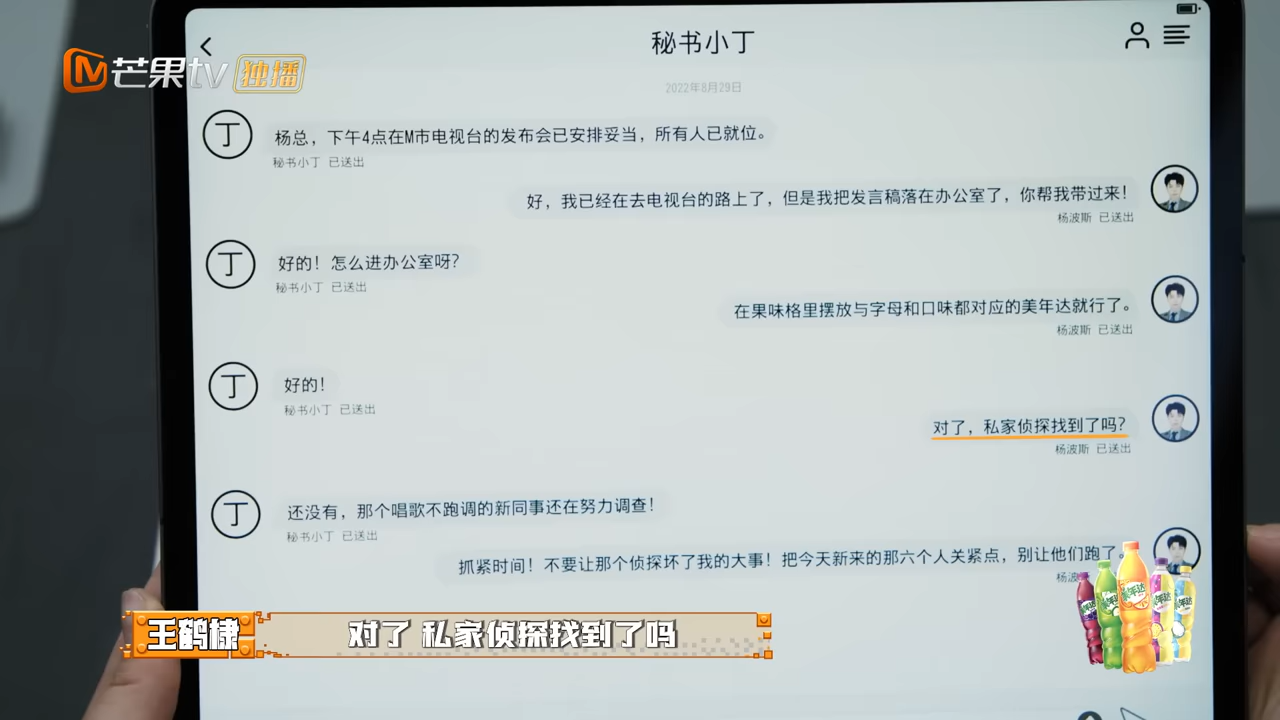 芒果tv 独播
秘书小丁
2022年8月29日
丁
杨总，下午4点在M市电视台的发布会已安排妥当，所有人已就位。
秘书小丁 已送出
好，我已经在去电视台的路上了，但是我把发言稿落在办公室了，你帮我带过来！
杨波斯 已送出
丁
好的！怎么进办公室呀？
秘书小丁 已送出
在果味格里摆放与字母和口味都对应的美年达就行了。
杨波斯 已送出
丁
好的！
秘书小丁 已送出
对了，私家侦探找到了吗？
杨波斯 已送出
丁
还没有，那个唱歌不跑调的新同事还在努力调查！
秘书小丁 已送出
抓紧时间！不要让那个侦探坏了我的大事！把今天新来的那六个人关紧点，别让他们跑了。
杨波
美年达
王鹤棣
对了 私家侦探找到了吗